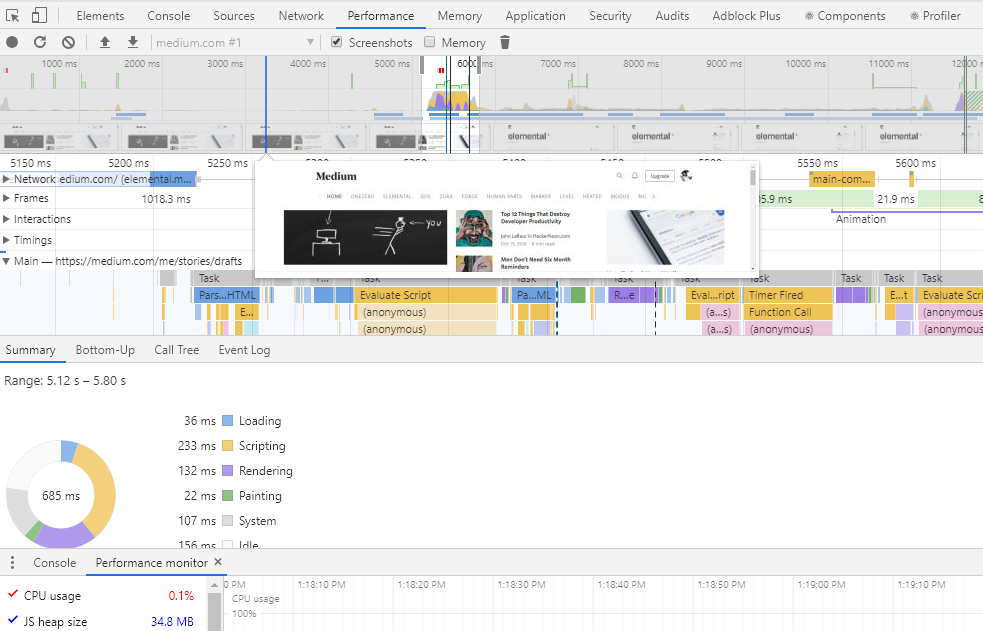 Elements Console Sources Network Performance Memory Application Security Audits Adblock Plus Components Profiler
medium.com #1 Screenshots Memory
1000 ms 2000 ms 3000 ms 4000 ms 5000 ms 6000 ms 7000 ms 8000 ms 9000 ms 10000 ms 11000 ms 12000
elemental elemental elemental elemental
5150 ms 5200 ms 5250 ms 5550 ms 5600 ms
Network edium.com/ (elemental.m... main-com...
Frames 1018.3 ms 05.9 ms 21.9 ms
Interactions Animation
Timings
Main — https://medium.com/me/stories/drafts
Medium Upgrade
HOME ONEZERO ELEMENTAL GEN ZORA FORGE HUMAN PARTS MARKER LEVEL HEATED MODUS
YOU
Top 12 Things That Destroy
Developer Productivity
John Lafleur in HackerNoon.com
Oct 15, 2018 · 8 min read
Men Don't Need Six Month
Reminders
Task Task Task Task Task Task Task
Pars...HTML Evaluate Script Pa...ML R...e Eval...ript Timer Fired E...t Evaluate Scri
E... (anonymous) (a...s) Function Call (anonymous
(anonymous) (a...s) (anonymous) (anonymous
Summary Bottom-Up Call Tree Event Log
Range: 5.12 s – 5.80 s
36 ms Loading
233 ms Scripting
132 ms Rendering
685 ms
22 ms Painting
107 ms System
156 ms Idle
Console Performance monitor ×
0 PM 1:18:10 PM 1:18:20 PM 1:18:30 PM 1:18:40 PM 1:18:50 PM 1:19:00 PM 1:19:10 PM
CPU usage 0.1% CPU usage
100%
JS heap size 34.8 MB